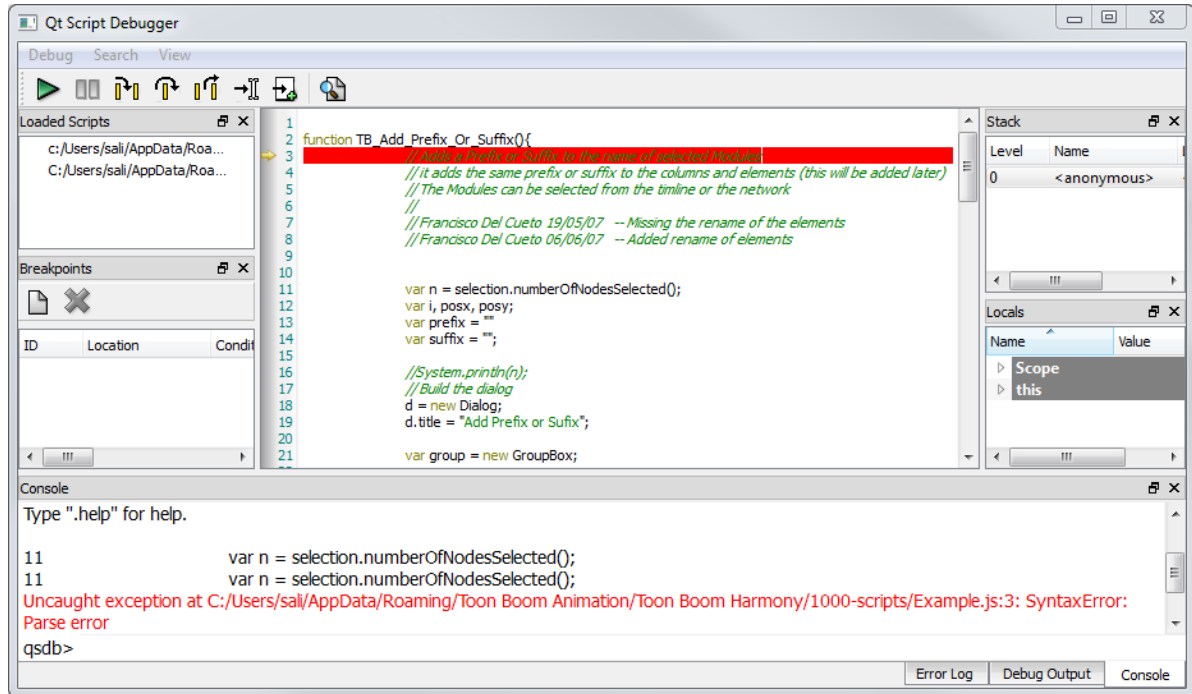 Qt Script Debugger
Debug Search View
Loaded Scripts
c:/Users/sali/AppData/Roa...
C:/Users/sali/AppData/Roa...
Breakpoints
ID Location Condit
1
2 function TB_Add_Prefix_Or_Suffix(){
3 // Adds a Prefix or Suffix to the name of selected Modules
4 // it adds the same prefix or suffix to the columns and elements (this will be added later)
5 // The Modules can be selected from the timline or the network
6 //
7 // Francisco Del Cueto 19/05/07 -- Missing the rename of the elements
8 // Francisco Del Cueto 06/06/07 -- Added rename of elements
9
10
11 var n = selection.numberOfNodesSelected();
12 var i, posx, posy;
13 var prefix = ""
14 var suffix = "";
15
16 //System.println(n);
17 // Build the dialog
18 d = new Dialog;
19 d.title = "Add Prefix or Sufix";
20
21 var group = new GroupBox;
Stack
Level Name
0 <anonymous>
Locals
Name Value
Scope
this
Console
Type ".help" for help.
11 var n = selection.numberOfNodesSelected();
11 var n = selection.numberOfNodesSelected();
Uncaught exception at C:/Users/sali/AppData/Roaming/Toon Boom Animation/Toon Boom Harmony/1000-scripts/Example.js:3: SyntaxError:
Parse error
qsdb>
Error Log Debug Output Console